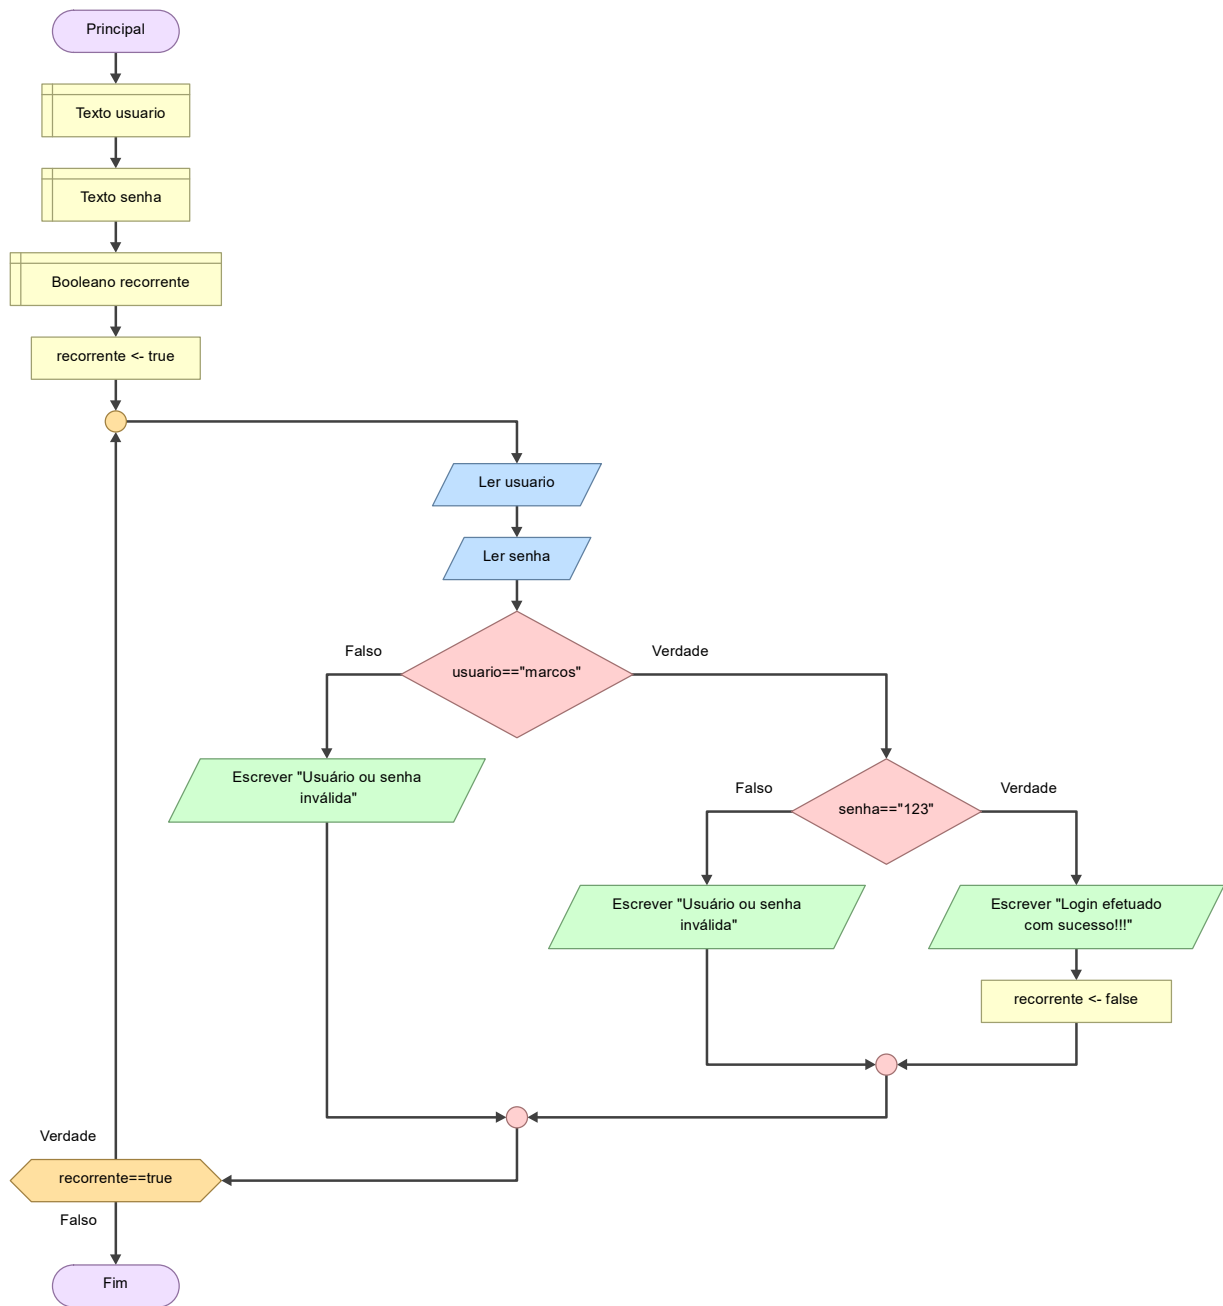 Principal
Texto usuario
Texto senha
Booleano recorrente
recorrente <- true
Ler usuario
Ler senha
Falso
Verdade
usuario=="marcos"
Escrever "Usuário ou senha
inválida"
Falso
Verdade
senha=="123"
Escrever "Usuário ou senha
inválida"
Escrever "Login efetuado
com sucesso!!!"
recorrente <- false
Verdade
recorrente==true
Falso
Fim